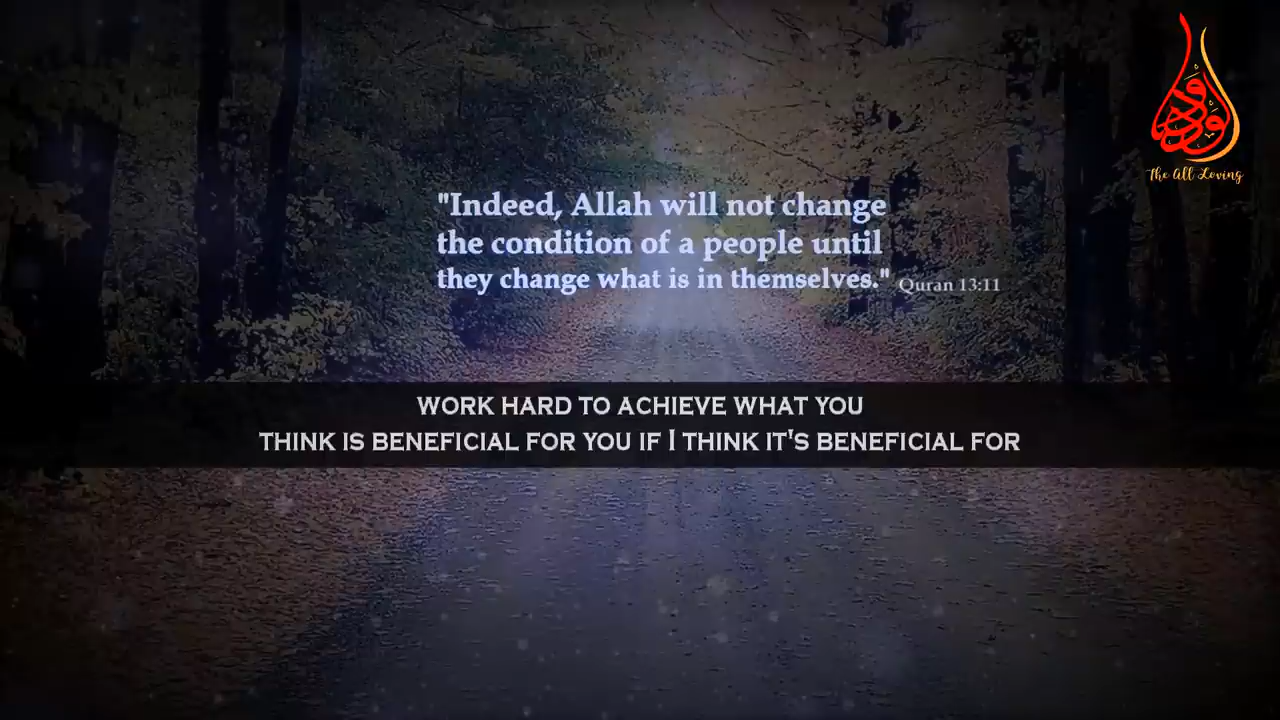 "Indeed, Allah will not change
the condition of a people until
they change what is in themselves." Quran 13:11
WORK HARD TO ACHIEVE WHAT YOU
THINK IS BENEFICIAL FOR YOU IF I THINK IT'S BENEFICIAL FOR
ودود
The All Loving